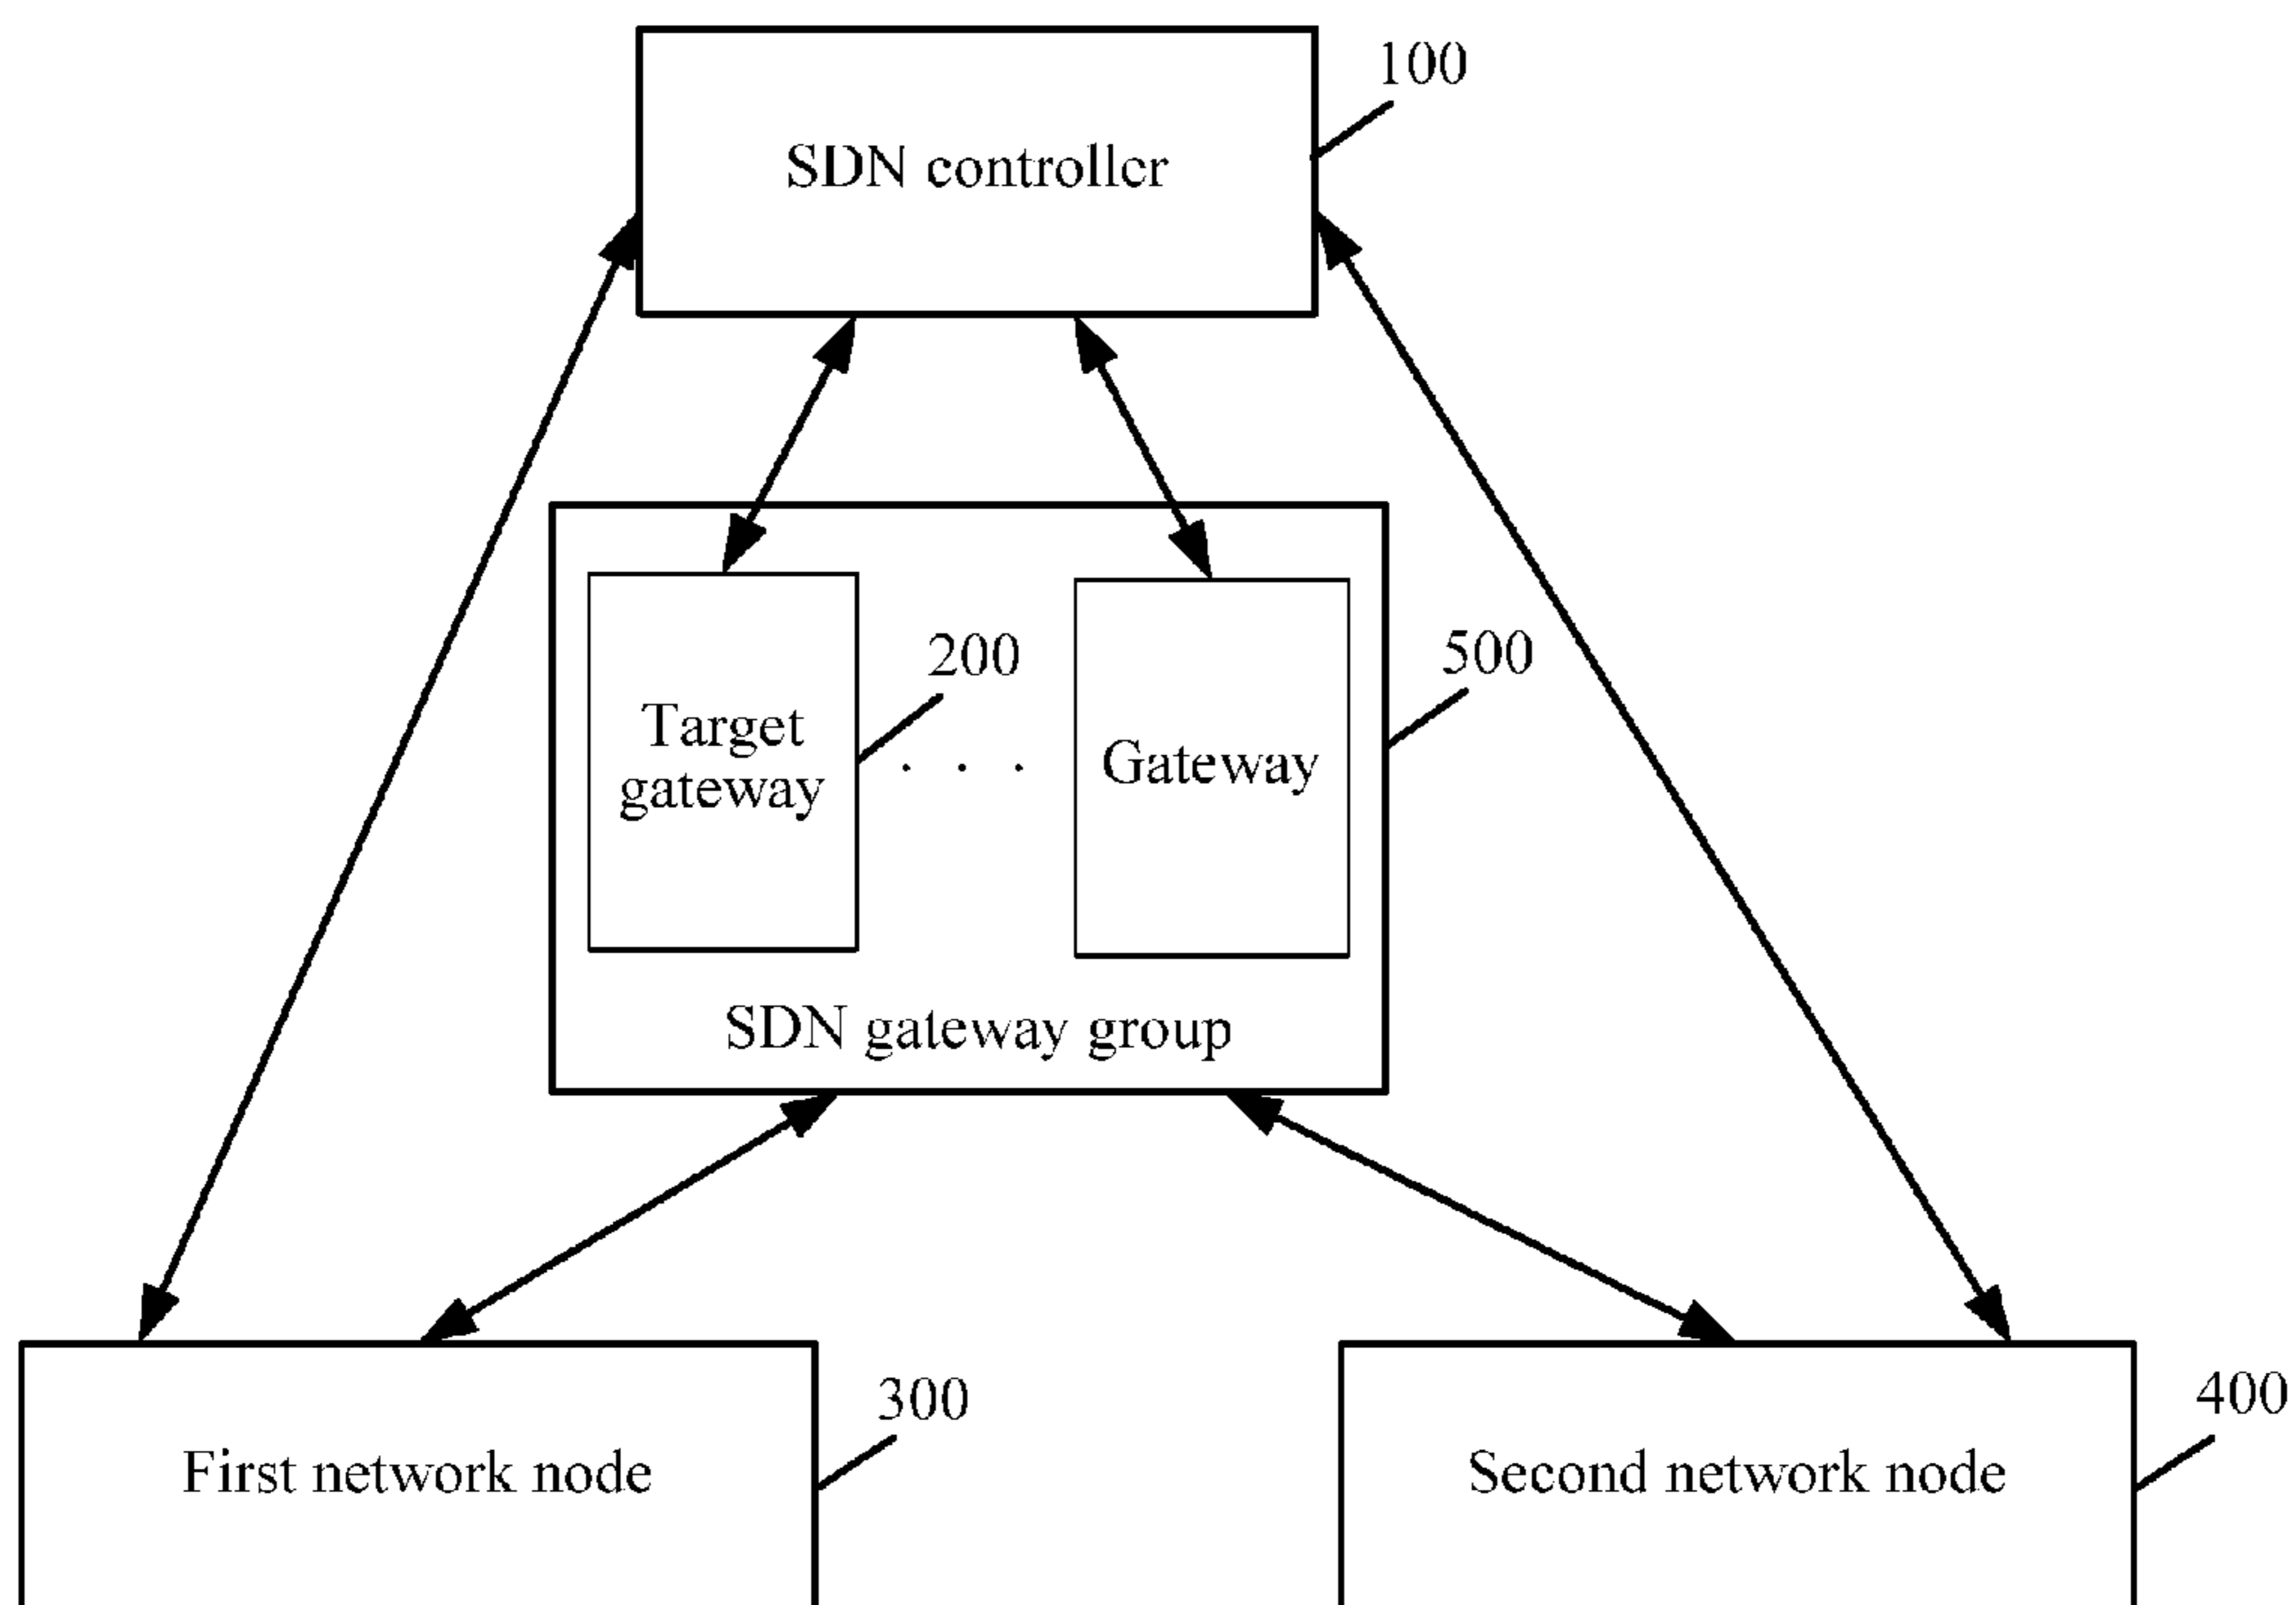 100
SDN controller
200
500
Target
gateway
. . .
Gateway
SDN gateway group
300
400
First network node
Second network node